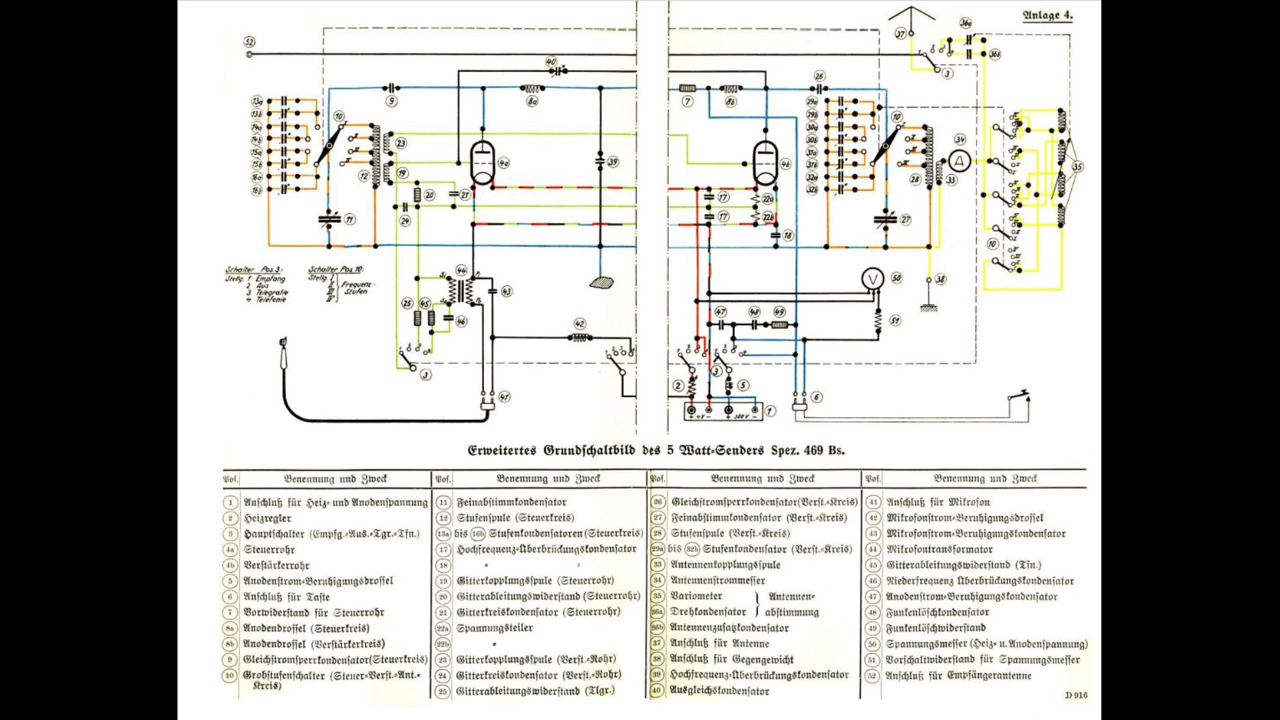 Anlage 4.
Schalter Pos 3:
Stellg. 1 Empfang
2 Aus
3 Telegrafie
4 Telefonie
Schalter Pos. 10:
Stellg.
Frequenz-
Stufen
Erweitertes Grundschaltbild des 5 Watt-Senders Spez. 469 Bs.
Pos. Benennung und Zweck
1 Anschluß für Heiz- und Anodenspannung
2 Heizregler
3 Hauptschalter (Empfg.-Aus.-Tgr.-Tfn.)
4a Steuerrohr
4b Verstärkerrohr
5 Anodenstrom-Beruhigungsdrossel
6 Anschluß für Taste
7 Vorwiderstand für Steuerrohr
8a Anodendrossel (Steuerkreis)
8b Anodendrossel (Verstärkerkreis)
9 Gleichstromsperrkondensator(Steuerkreis)
10 Grobstufenschalter (Steuer-Verst.-Ant.-
Kreis)
Pos. Benennung und Zweck
11 Feinabstimmkondensator
12 Stufenspule (Steuerkreis)
13a bis 16b Stufenkondensatoren (Steuerkreis)
17 Hochfrequenz-Überbrückungskondensator
18 " "
19 Gitterkopplungsspule (Steuerrohr)
20 Gitterableitungswiderstand (Steuerrohr)
21 Gitterkreiskondensator (Steuerrohr)
22a Spannungsteiler
22b "
23 Gitterkopplungsspule (Verst.-Rohr)
24 Gitterkreiskondensator (Verst.-Rohr)
25 Gitterableitungswiderstand (Tlgr.)
Pos. Benennung und Zweck
26 Gleichstromsperrkondensator(Verst.-Kreis)
27 Feinabstimmkondensator (Verst.-Kreis)
28 Stufenspule (Verst.-Kreis)
29a bis 32b Stufenkondensator (Verst.-Kreis)
33 Antennenkopplungsspule
34 Antennenstrommesser
35 Variometer } Antennen-
36a Drehkondensator } abstimmung
36b Antennenzusatzkondensator
37 Anschluß für Antenne
38 Anschluß für Gegengewicht
39 Hochfrequenz-Überbrückungskondensator
40 Ausgleichskondensator
Pos. Benennung und Zweck
41 Anschluß für Mikrofon
42 Mikrofonstrom-Beruhigungsdrossel
43 Mikrofonstrom-Beruhigungskondensator
44 Mikrofontransformator
45 Gitterableitungswiderstand (Tfn.)
46 Niederfrequenz Überbrückungskondensator
47 Anodenstrom-Beruhigungskondensator
48 Funkenlöschkondensator
49 Funkenlöschwiderstand
50 Spannungsmesser (Heiz- u. Anodenspannung)
51 Vorschaltwiderstand für Spannungsmesser
52 Anschluß für Empfängerantenne
D 916